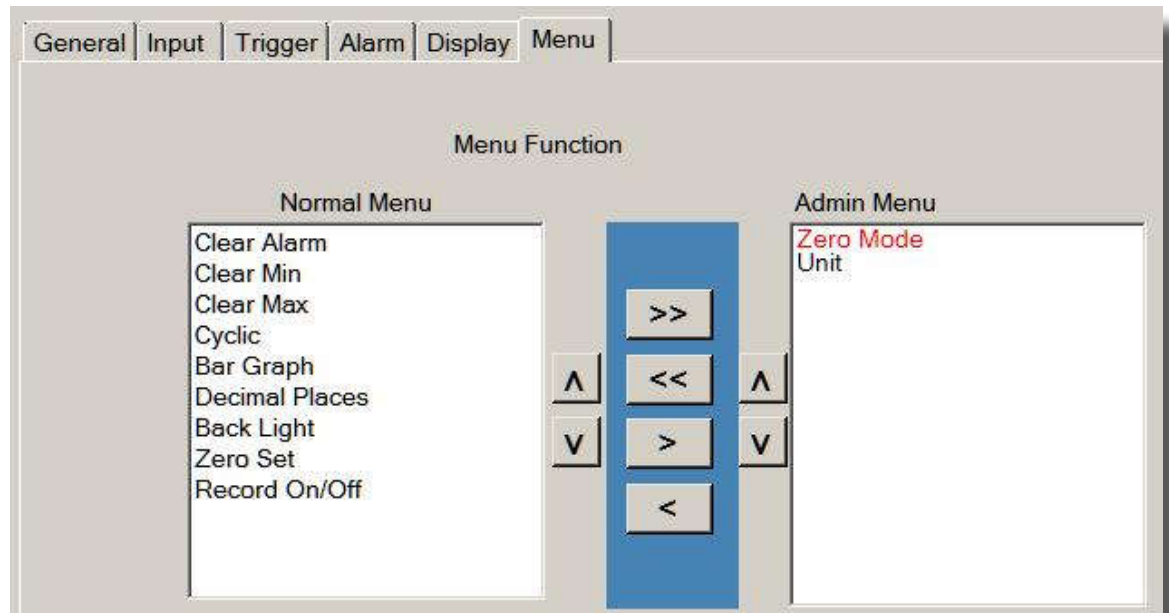 General Input Trigger Alarm Display Menu
Menu Function
Normal Menu
Admin Menu
Clear Alarm
Clear Min
Clear Max
Cyclic
Bar Graph
Decimal Places
Back Light
Zero Set
Record On/Off
>>
<<
>
<
Λ
V
Λ
V
Zero Mode
Unit